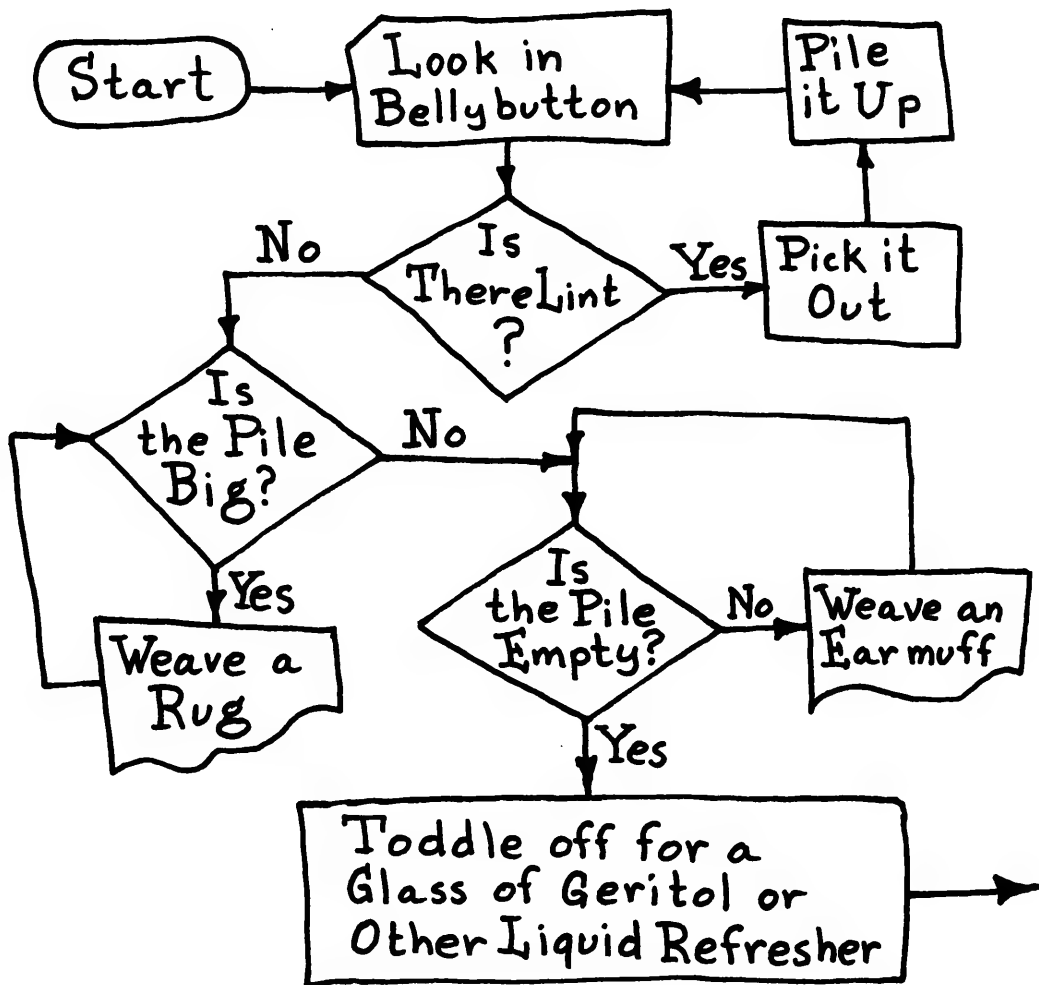 Start
Look in
Bellybutton
Pile
it Up
Is
There Lint
?
No
Yes
Pick it
Out
Is
the Pile
Big?
No
Yes
Weave a
Rug
Is
the Pile
Empty?
No
Weave an
Earmuff
Yes
Toddle off for a
Glass of Geritol or
Other Liquid Refresher